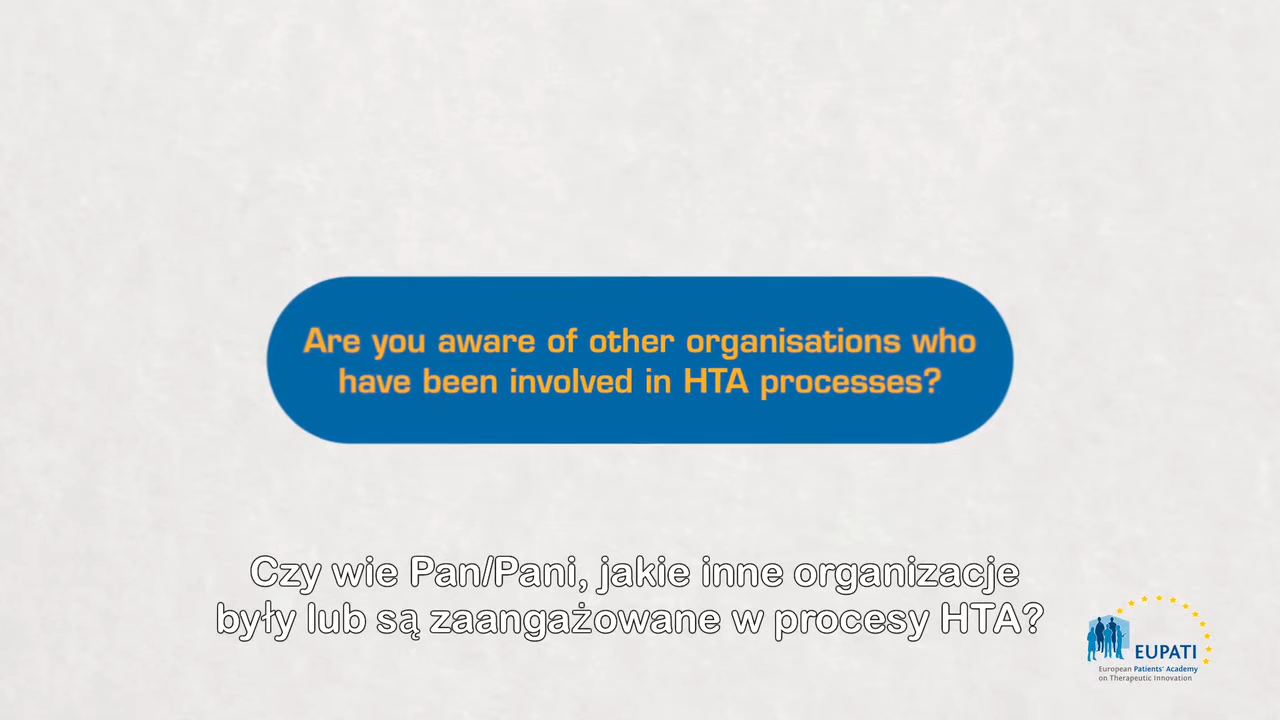 Are you aware of other organisations who
have been involved in HTA processes?
Czy wie Pan/Pani, jakie inne organizacje
były lub są zaangażowane w procesy HTA?
EUPATI
European Patients' Academy
on Therapeutic Innovation